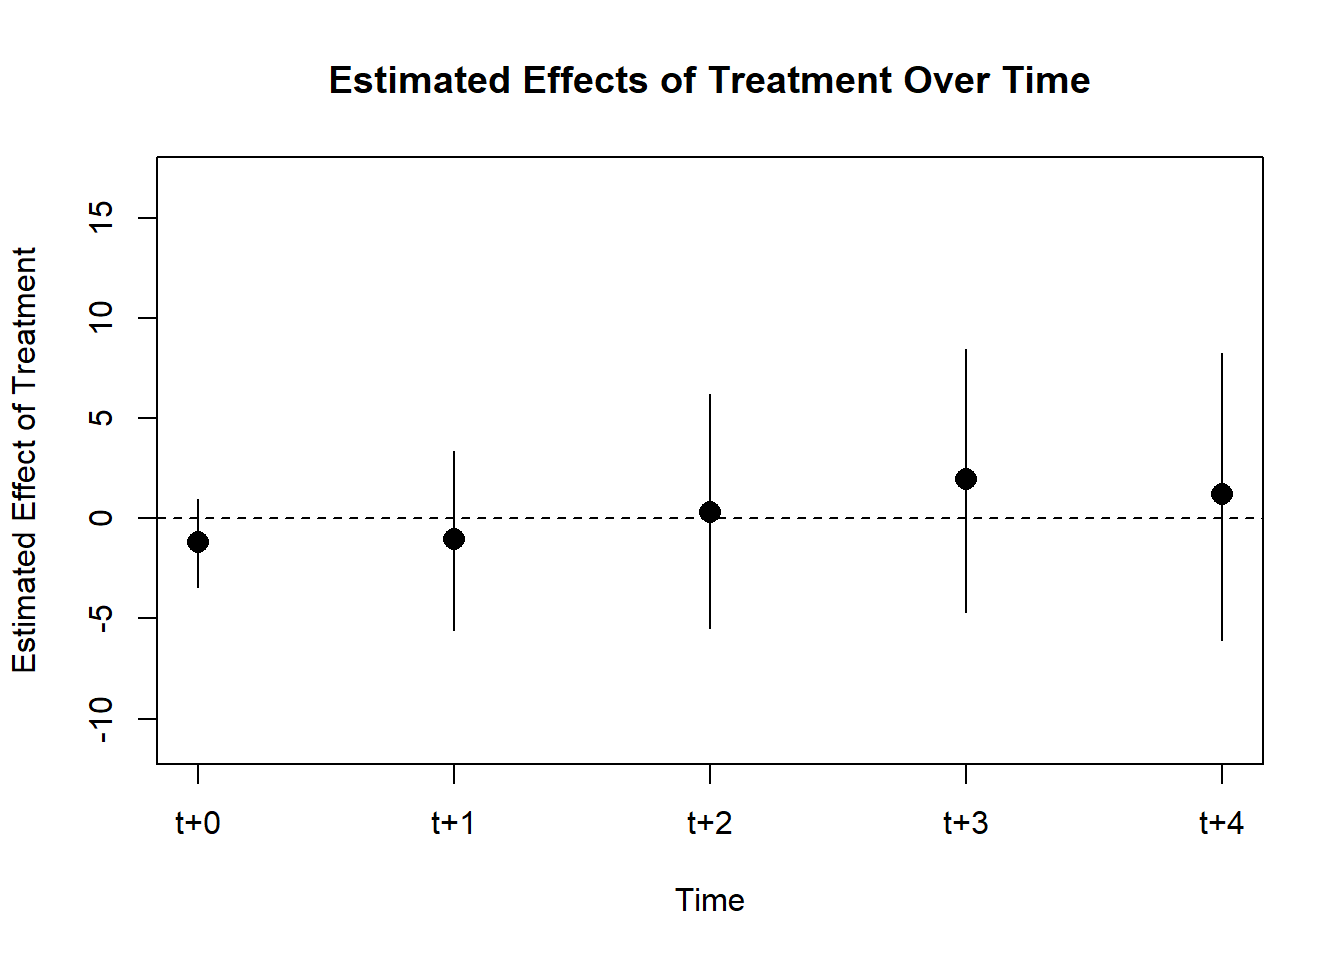 Estimated Effects of Treatment Over Time
Estimated Effect of Treatment
15
10
5
0
-5
-10
t+0 t+1 t+2 t+3 t+4
Time